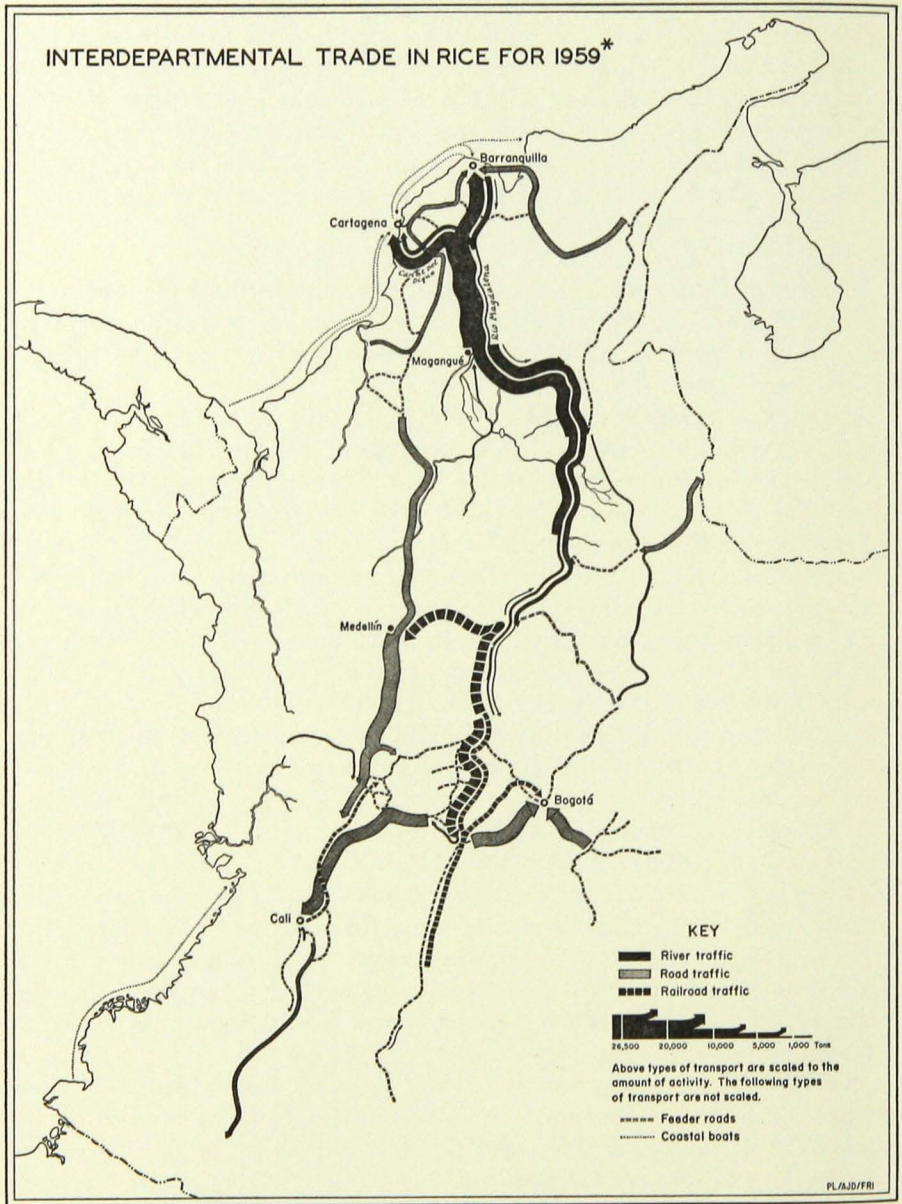 INTERDEPARTMENTAL TRADE IN RICE FOR 1959*
Barranquilla
Cartagena
Canal del
Dique
Río Magdalena
Magangué
Medellín
Bogotá
Cali
KEY
River traffic
Road traffic
Railroad traffic
26,500 20,000 10,000 5,000 1,000 Tons
Above types of transport are scaled to the
amount of activity. The following types
of transport are not scaled.
Feeder roads
Coastal boats
PL/AJD/FRI